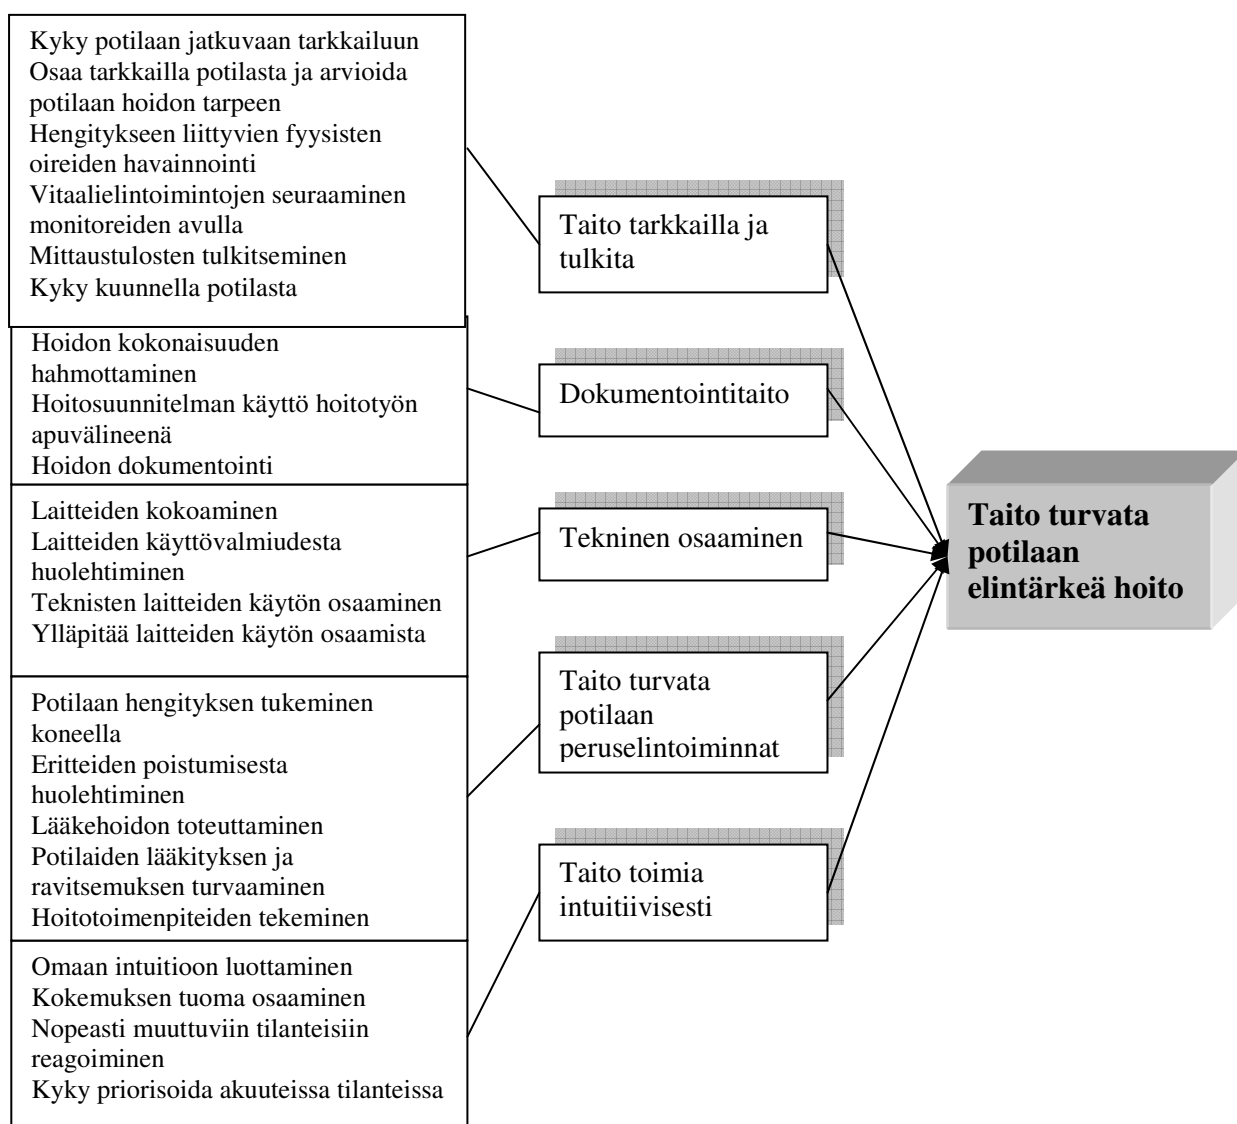 Kyky potilaan jatkuvaan tarkkailuun
Osaa tarkkailla potilasta ja arvioida
potilaan hoidon tarpeen
Hengitykseen liittyvien fyysisten
oireiden havainnointi
Vitaalielintoimintojen seuraaminen
monitoreiden avulla
Mittaustulosten tulkitseminen
Kyky kuunnella potilasta
Hoidon kokonaisuuden
hahmottaminen
Hoitosuunnitelman käyttö hoitotyön
apuvälineenä
Hoidon dokumentointi
Laitteiden kokoaminen
Laitteiden käyttövalmiudesta
huolehtiminen
Teknisten laitteiden käytön osaaminen
Ylläpitää laitteiden käytön osaamista
Potilaan hengityksen tukeminen
koneella
Eritteiden poistumisesta
huolehtiminen
Lääkehoidon toteuttaminen
Potilaiden lääkityksen ja
ravitsemuksen turvaaminen
Hoitotoimenpiteiden tekeminen
Omaan intuitioon luottaminen
Kokemuksen tuoma osaaminen
Nopeasti muuttuviin tilanteisiin
reagoiminen
Kyky priorisoida akuuteissa tilanteissa
Taito tarkkailla ja
tulkita
Dokumentointitaito
Tekninen osaaminen
Taito turvata
potilaan
peruselintoiminnat
Taito toimia
intuitiivisesti
Taito turvata
potilaan
elintärkeä hoito